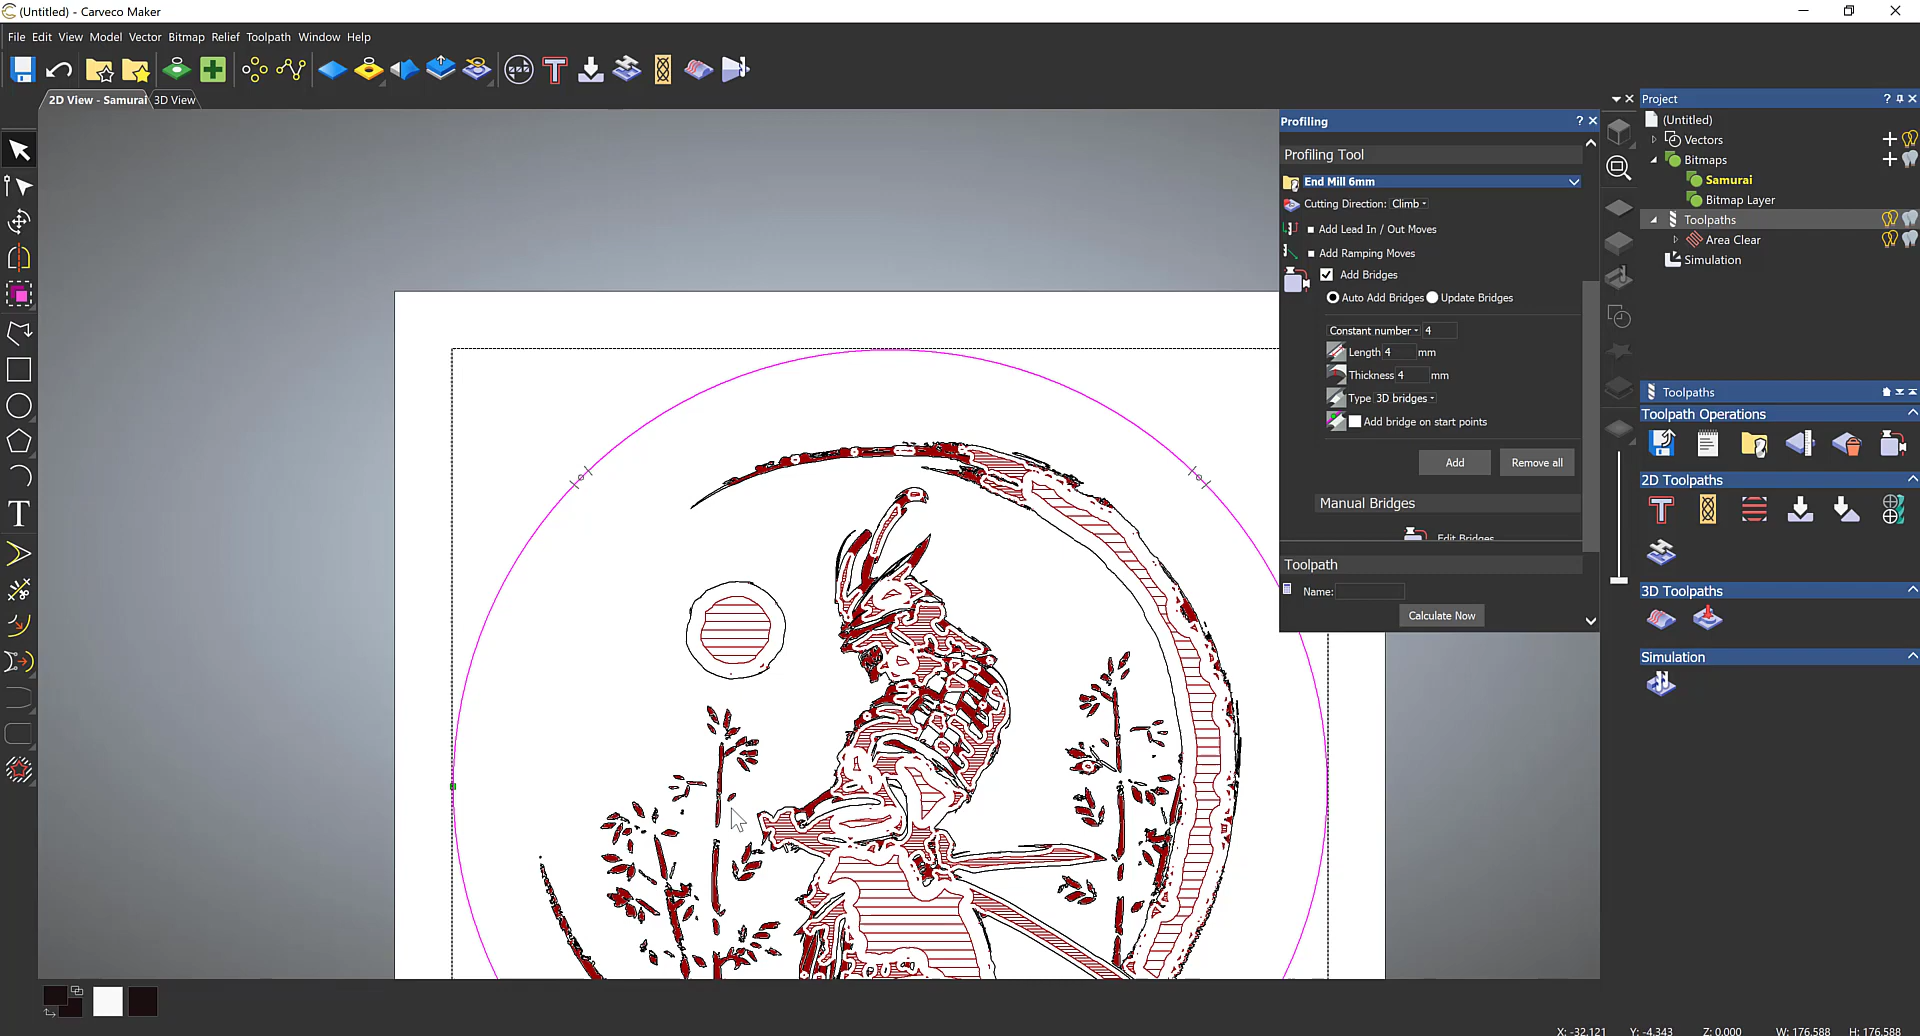 (Untitled) - Carveco Maker
File Edit View Model Vector Bitmap Relief Toolpath Window Help
2D View - Samurai
3D View
Profiling
?
Profiling Tool
End Mill 6mm
Cutting Direction: Climb
Add Lead In / Out Moves
Add Ramping Moves
Add Bridges
Auto Add Bridges
Update Bridges
Constant number
4
Length 4 mm
Thickness 4 mm
Type 3D bridges
Add bridge on start points
Add
Remove all
Manual Bridges
Edit Bridges
Toolpath
Name:
Calculate Now
Project
?
(Untitled)
Vectors
Bitmaps
Samurai
Bitmap Layer
Toolpaths
Area Clear
Simulation
Toolpaths
Toolpath Operations
2D Toolpaths
3D Toolpaths
Simulation
X: -32.121 Y: -4.343 Z: 0.000 W: 176.588 H: 176.588